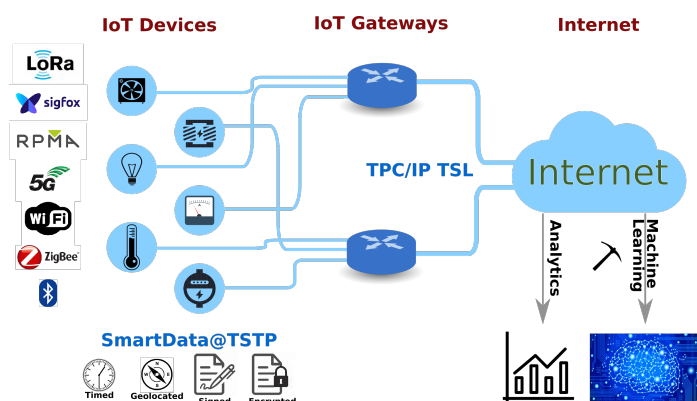 IoT Devices
IoT Gateways
Internet
LoRa
sigfox
RPMA
5G
WiFi
ZigBee
TPC/IP TSL
Internet
Analytics
Machine
Learning
SmartData@TSTP
Timed
Geolocated
Signed
Encrypted